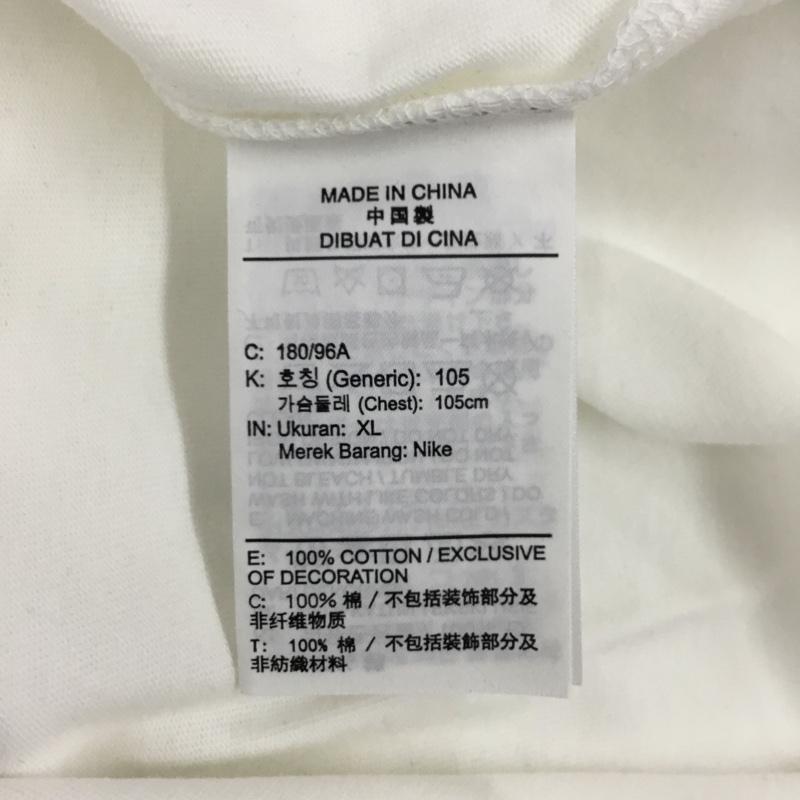 MADE IN CHINA
中国製
DIBUAT DI CINA
C: 180/96A
K: 호칭 (Generic): 105
가슴둘레 (Chest): 105cm
IN: Ukuran: XL
Merek Barang: Nike
E: 100% COTTON / EXCLUSIVE
OF DECORATION
C: 100% 棉 / 不包括装饰部分及
非纤维物质
T: 100% 棉 / 不包括裝飾部分及
非紡織材料